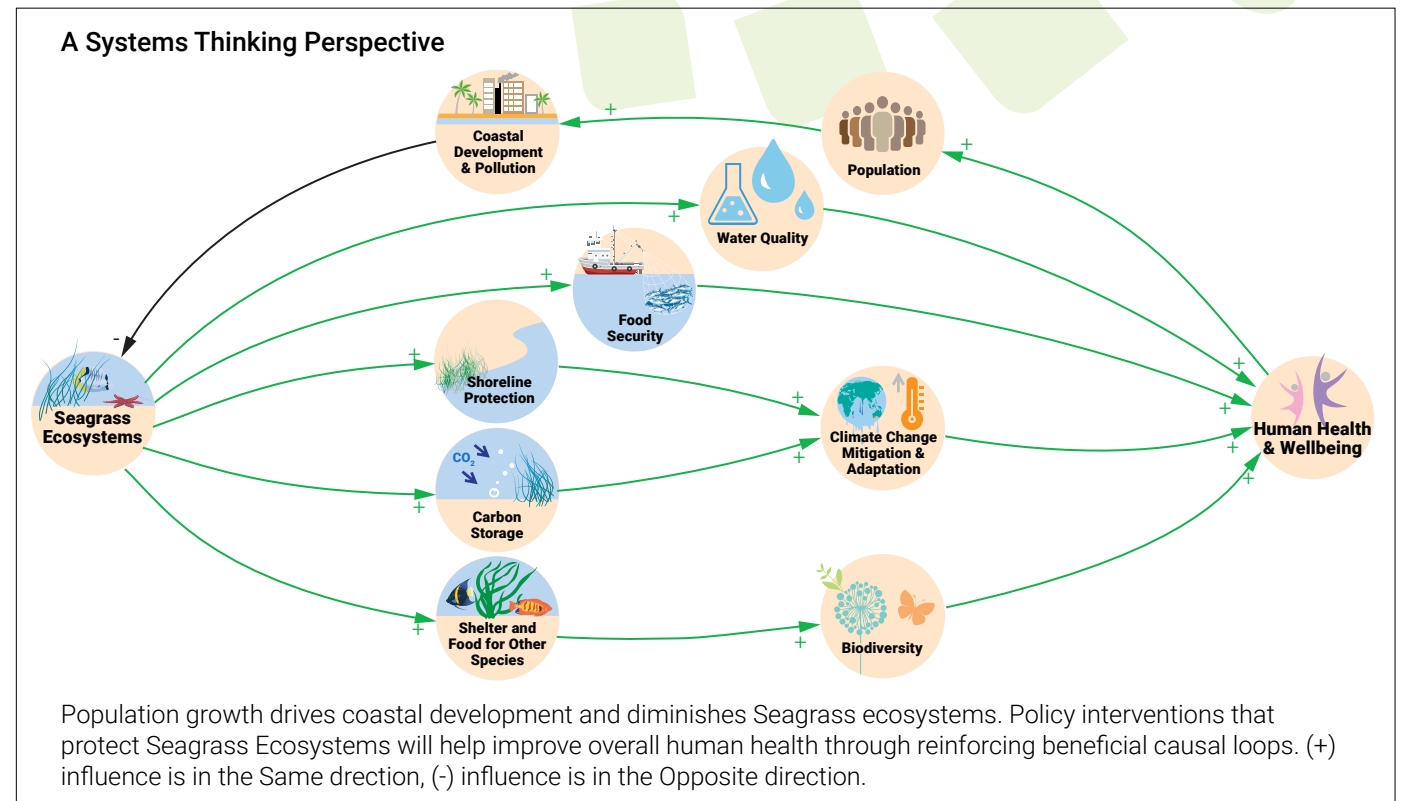 A Systems Thinking Perspective
+
Coastal
Development
& Pollution
Population
+
Water Quality
+
+
Food
Security
-
Seagrass
Ecosystems
+
Shoreline
Protection
+
+
Climate Change
Mitigation &
Adaptation
+
+
Human Health
& Wellbeing
+
+
CO2
Carbon
Storage
+
+
Shelter and
Food for Other
Species
+
Biodiversity
+
Population growth drives coastal development and diminishes Seagrass ecosystems. Policy interventions that
protect Seagrass Ecosystems will help improve overall human health through reinforcing beneficial causal loops. (+)
influence is in the Same drection, (-) influence is in the Opposite direction.